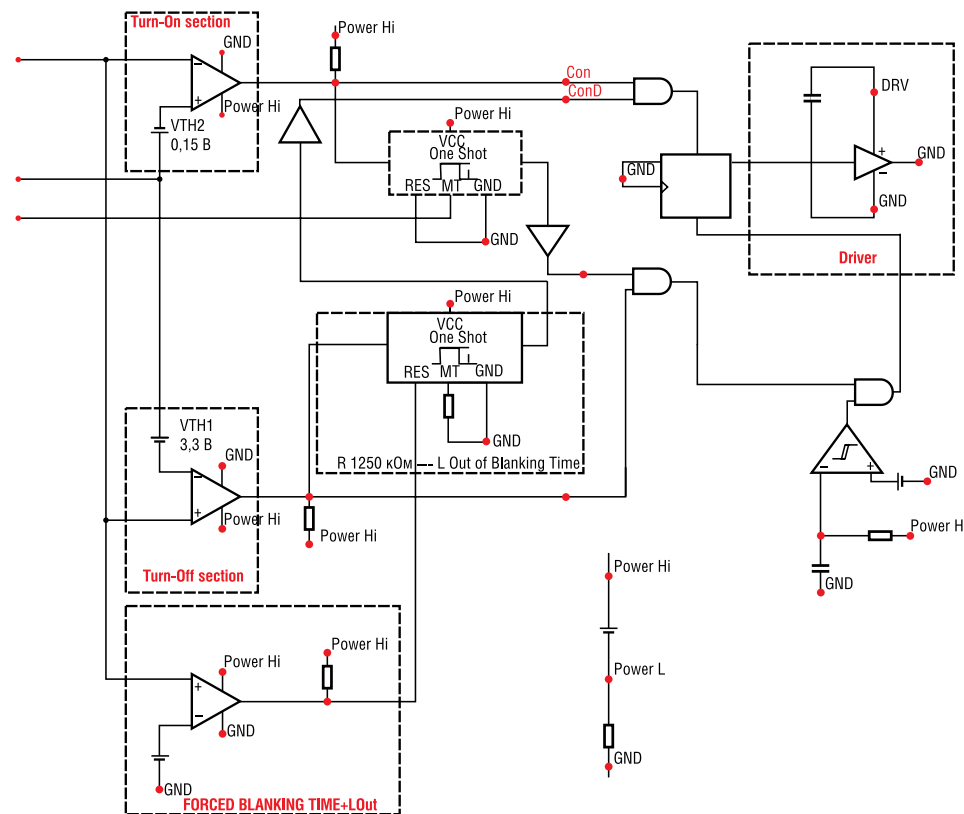 Turn-On section
GND
Power Hi
VTH2
0,15 В
Power Hi
Con
ConD
Power Hi
VCC
One Shot
RES MT GND
GND
GND
DRV
GND
GND
Driver
Power Hi
VCC
One Shot
RES MT GND
GND
R 1250 кОм --- L Out of Blanking Time
VTH1
3,3 В
GND
Power Hi
Power Hi
Turn-Off section
GND
Power H
GND
Power Hi
Power L
GND
Power Hi
Power Hi
GND
GND
FORCED BLANKING TIME+LOut